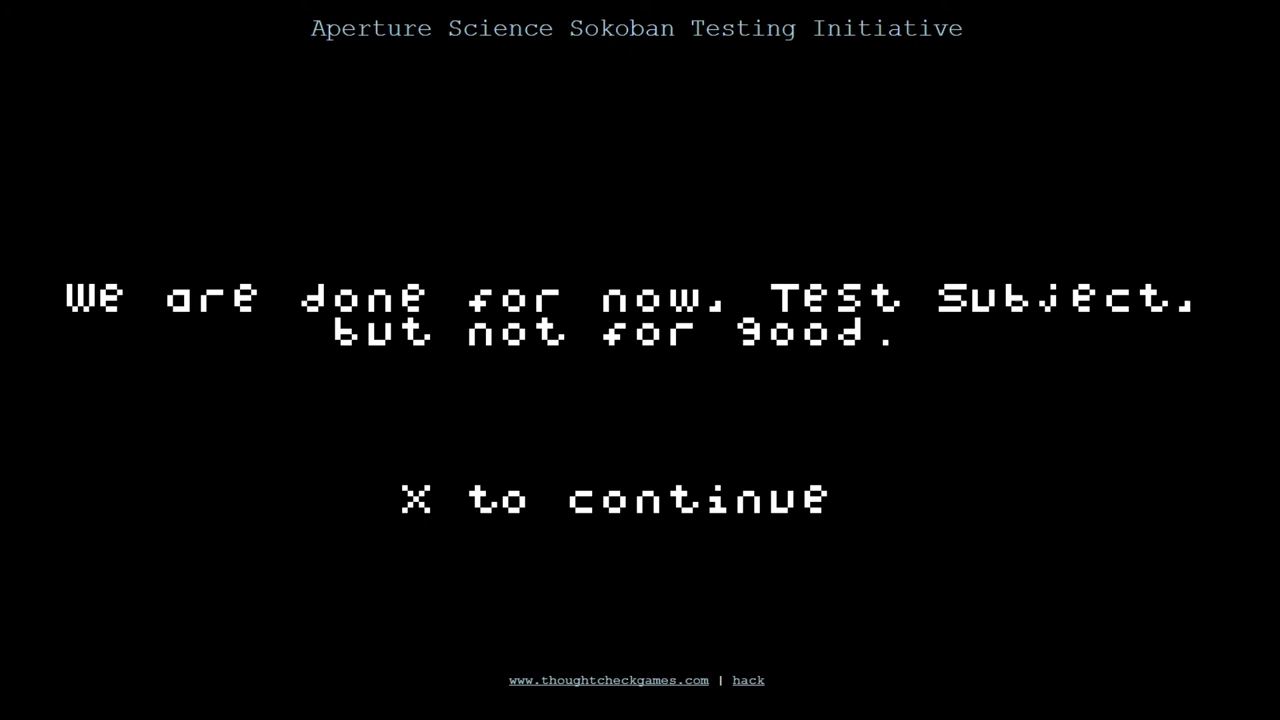 Aperture Science Sokoban Testing Initiative
We are done for now, Test Subject,
but not for good.
X to continue
www.thoughtcheckgames.com | hack